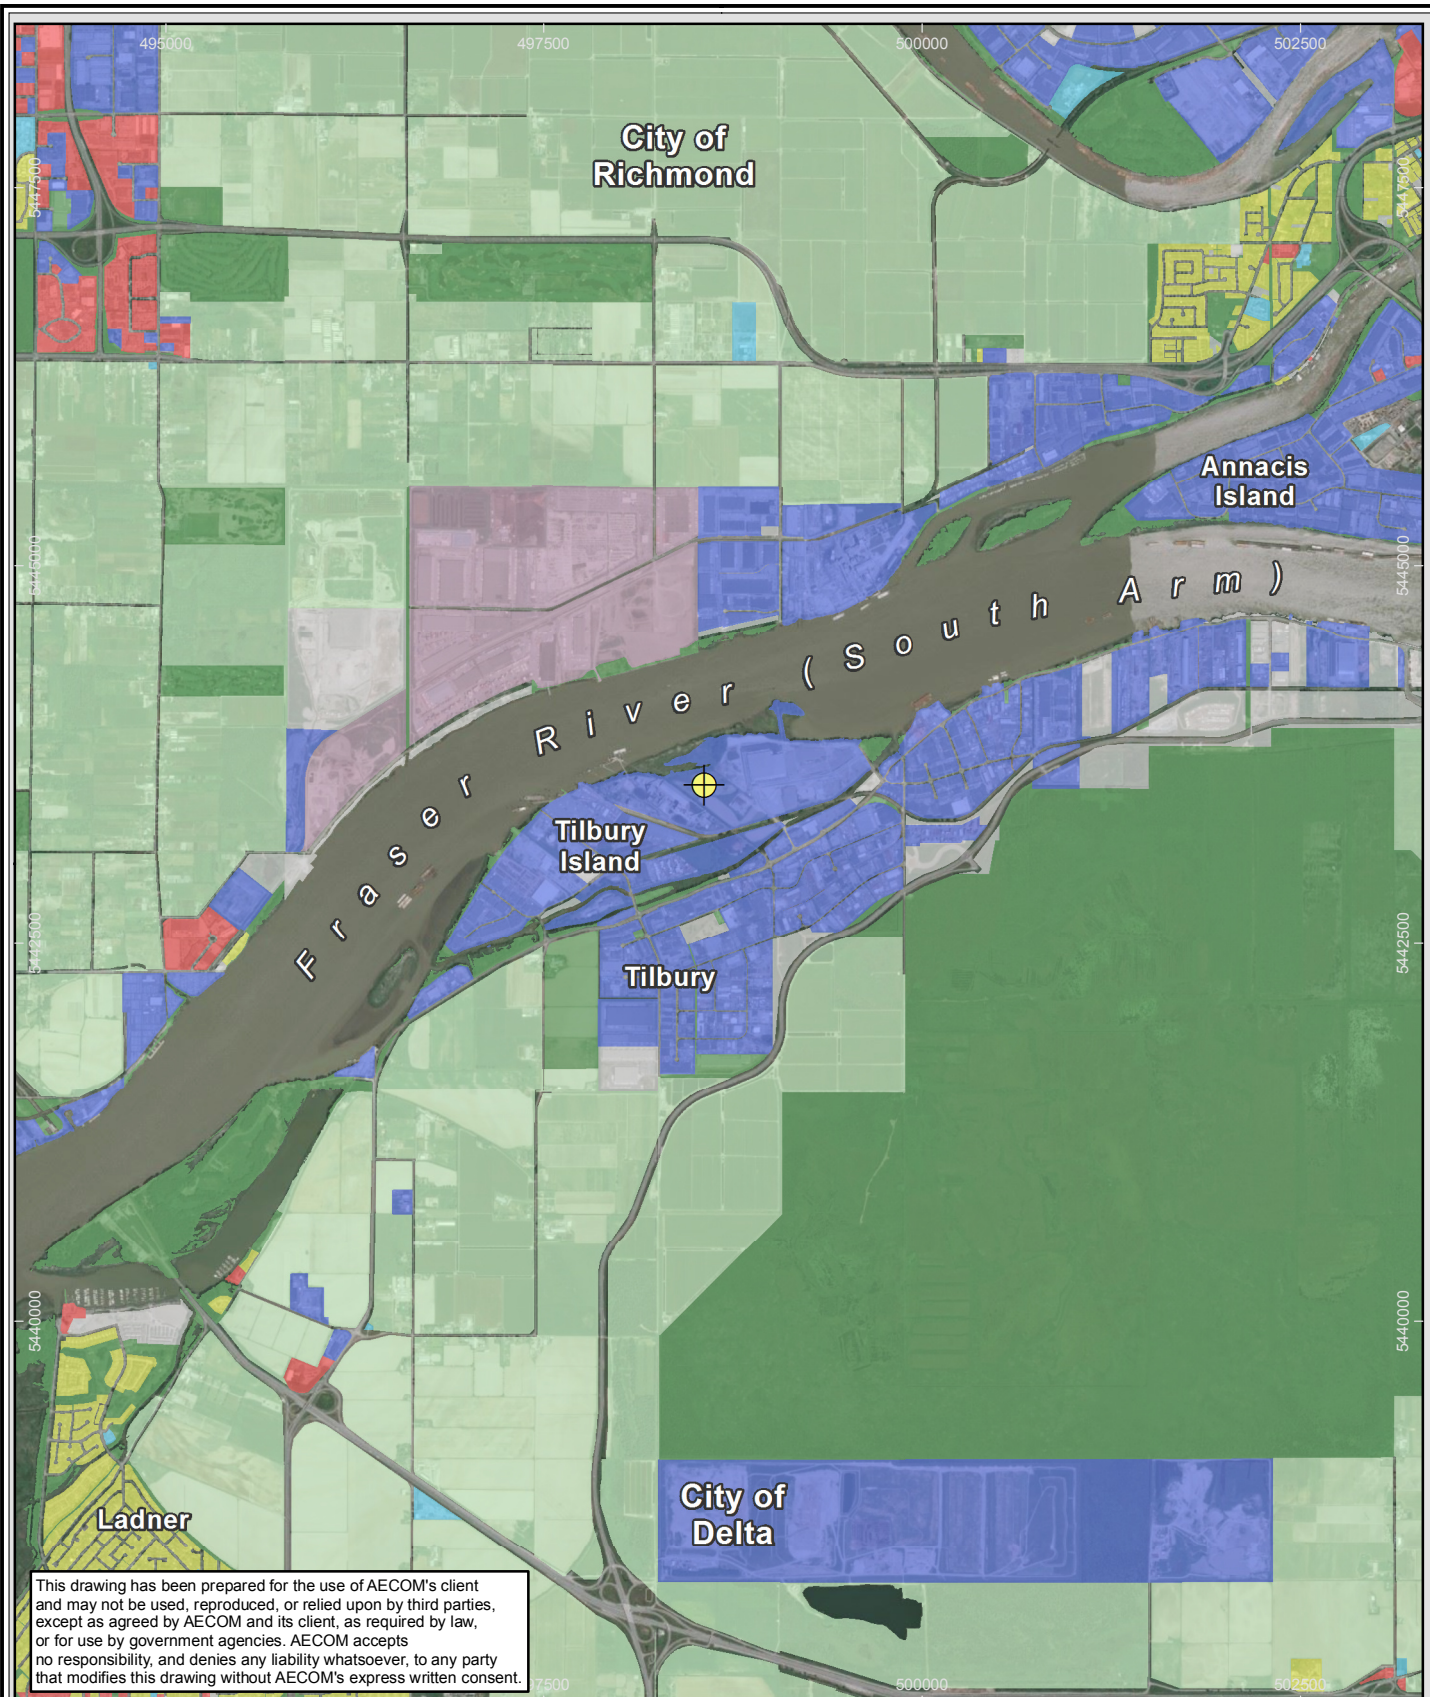 495000
497500
500000
502500
City of
Richmond
5447500
5447500
Annacis
Island
5445000
5445000
Fraser River (South Arm)
Tilbury
Island
5442500
5442500
Tilbury
5440000
5440000
City of
Delta
Ladner
This drawing has been prepared for the use of AECOM's client
and may not be used, reproduced, or relied upon by third parties,
except as agreed by AECOM and its client, as required by law,
or for use by government agencies. AECOM accepts
no responsibility, and denies any liability whatsoever, to any party
that modifies this drawing without AECOM's express written consent.
97500
500000
502500